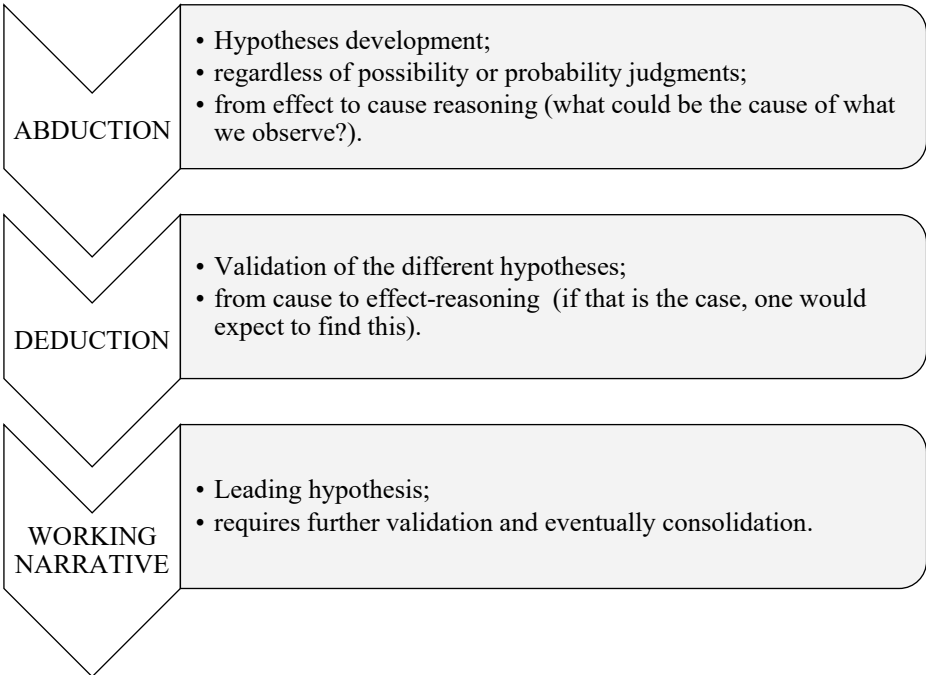 ABDUCTION
• Hypotheses development;
• regardless of possibility or probability judgments;
• from effect to cause reasoning (what could be the cause of what
we observe?).
DEDUCTION
• Validation of the different hypotheses;
• from cause to effect-reasoning (if that is the case, one would
expect to find this).
WORKING
NARRATIVE
• Leading hypothesis;
• requires further validation and eventually consolidation.